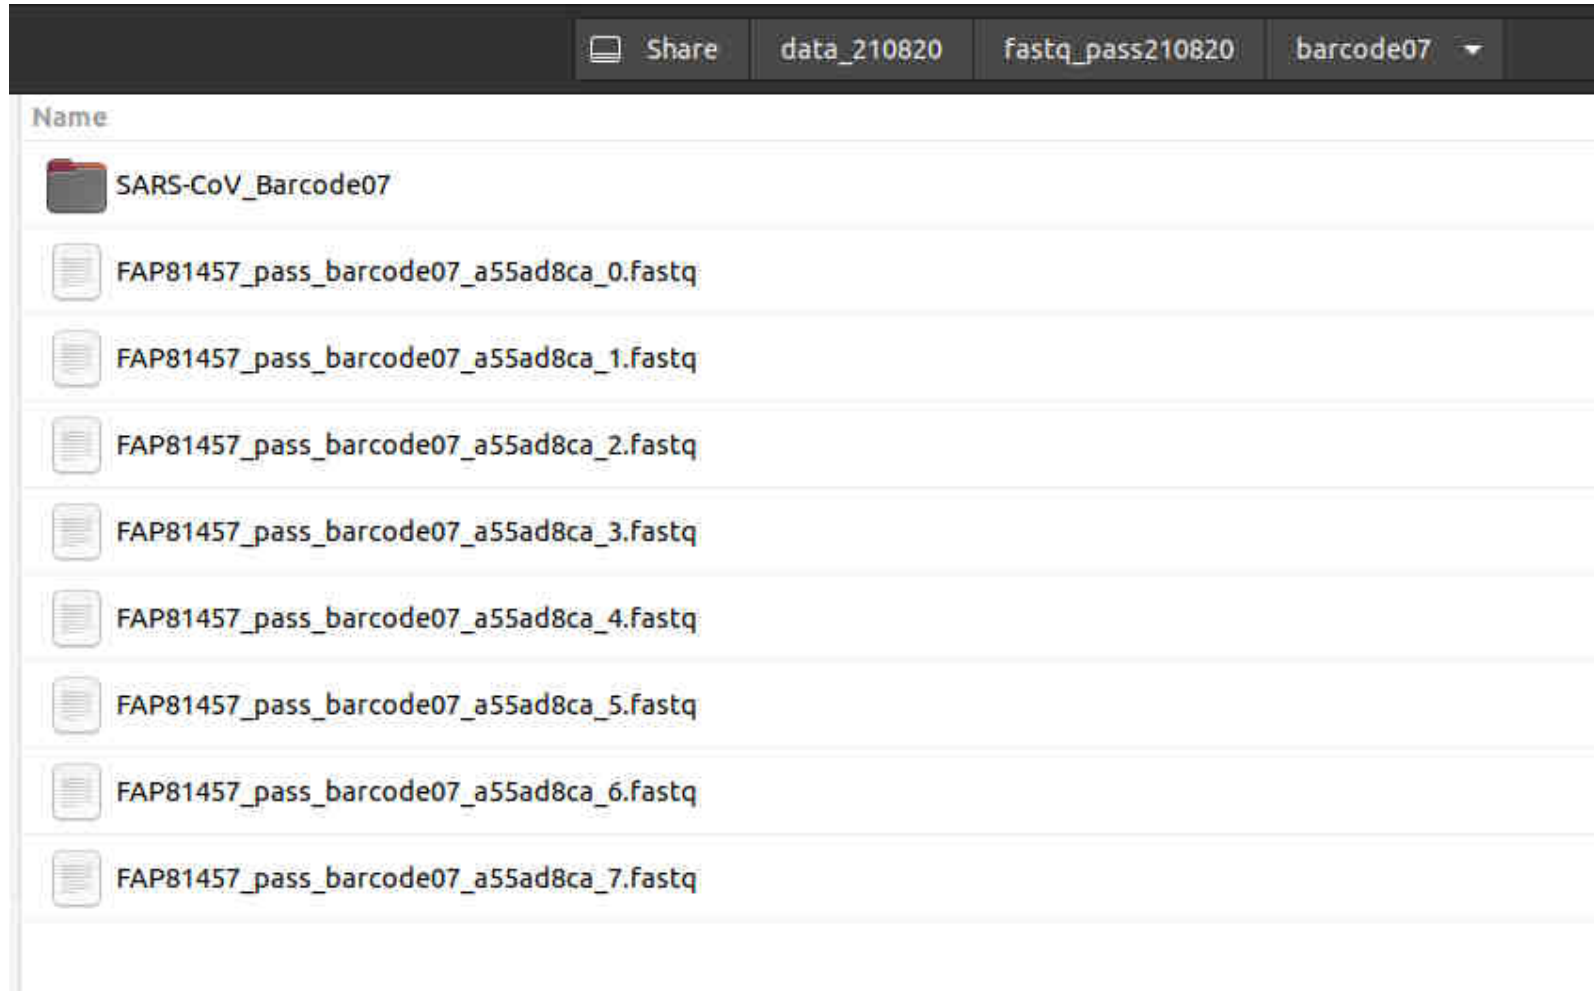 Share data_210820 fastq_pass210820 barcode07
Name
SARS-CoV_Barcode07
FAP81457_pass_barcode07_a55ad8ca_0.fastq
FAP81457_pass_barcode07_a55ad8ca_1.fastq
FAP81457_pass_barcode07_a55ad8ca_2.fastq
FAP81457_pass_barcode07_a55ad8ca_3.fastq
FAP81457_pass_barcode07_a55ad8ca_4.fastq
FAP81457_pass_barcode07_a55ad8ca_5.fastq
FAP81457_pass_barcode07_a55ad8ca_6.fastq
FAP81457_pass_barcode07_a55ad8ca_7.fastq